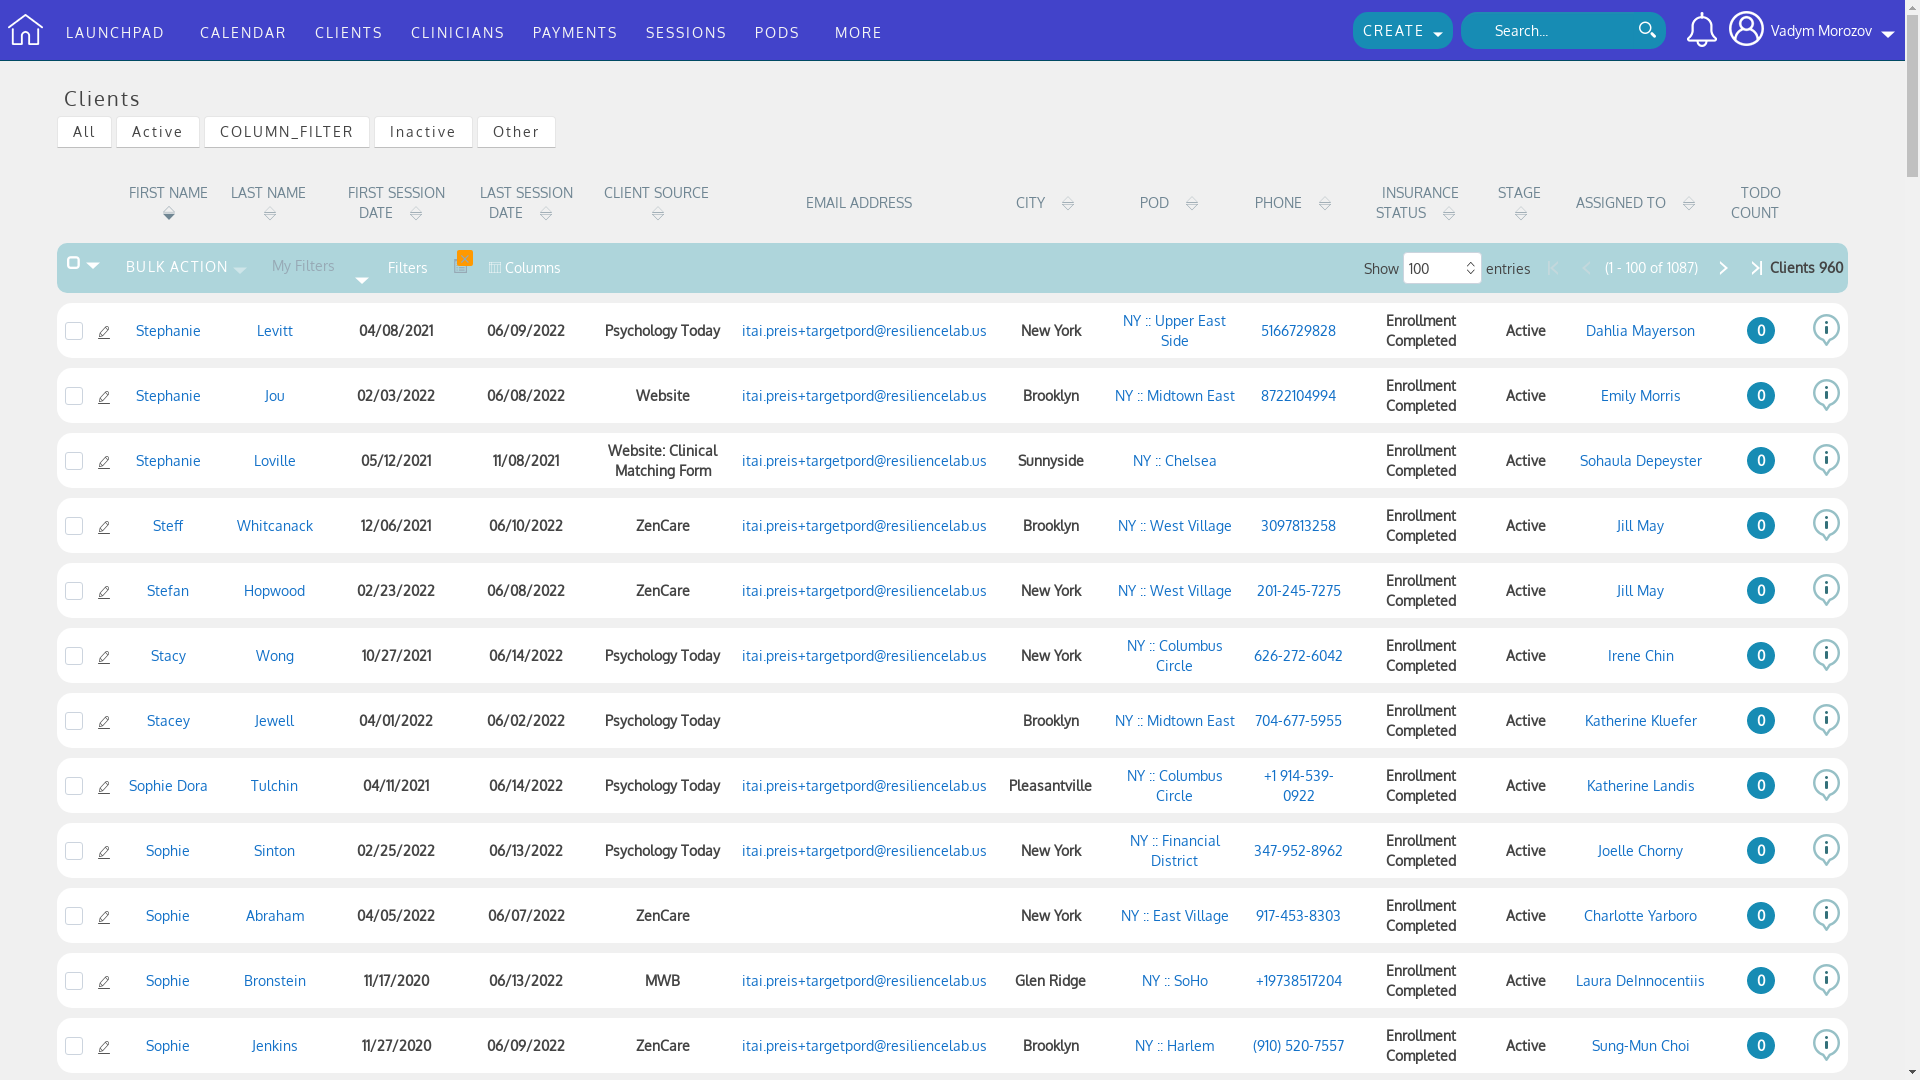 LAUNCHPAD CALENDAR CLIENTS CLINICIANS PAYMENTS SESSIONS PODS MORE CREATE Search... Vadym Morozov
Clients
All Active COLUMN_FILTER Inactive Other
FIRST NAME LAST NAME FIRST SESSION DATE LAST SESSION DATE CLIENT SOURCE EMAIL ADDRESS CITY POD PHONE INSURANCE STATUS STAGE ASSIGNED TO TODO COUNT
BULK ACTION My Filters Filters Columns Show 100 entries (1 - 100 of 1087) Clients 960
Stephanie Levitt 04/08/2021 06/09/2022 Psychology Today itai.preis+targetpord@resiliencelab.us New York NY :: Upper East Side 5166729828 Enrollment Completed Active Dahlia Mayerson 0
Stephanie Jou 02/03/2022 06/08/2022 Website itai.preis+targetpord@resiliencelab.us Brooklyn NY :: Midtown East 8722104994 Enrollment Completed Active Emily Morris 0
Stephanie Loville 05/12/2021 11/08/2021 Website: Clinical Matching Form itai.preis+targetpord@resiliencelab.us Sunnyside NY :: Chelsea Enrollment Completed Active Sohaula Depeyster 0
Steff Whitcanack 12/06/2021 06/10/2022 ZenCare itai.preis+targetpord@resiliencelab.us Brooklyn NY :: West Village 3097813258 Enrollment Completed Active Jill May 0
Stefan Hopwood 02/23/2022 06/08/2022 ZenCare itai.preis+targetpord@resiliencelab.us New York NY :: West Village 201-245-7275 Enrollment Completed Active Jill May 0
Stacy Wong 10/27/2021 06/14/2022 Psychology Today itai.preis+targetpord@resiliencelab.us New York NY :: Columbus Circle 626-272-6042 Enrollment Completed Active Irene Chin 0
Stacey Jewell 04/01/2022 06/02/2022 Psychology Today Brooklyn NY :: Midtown East 704-677-5955 Enrollment Completed Active Katherine Kluefer 0
Sophie Dora Tulchin 04/11/2021 06/14/2022 Psychology Today itai.preis+targetpord@resiliencelab.us Pleasantville NY :: Columbus Circle +1 914-539-0922 Enrollment Completed Active Katherine Landis 0
Sophie Sinton 02/25/2022 06/13/2022 Psychology Today itai.preis+targetpord@resiliencelab.us New York NY :: Financial District 347-952-8962 Enrollment Completed Active Joelle Chorny 0
Sophie Abraham 04/05/2022 06/07/2022 ZenCare New York NY :: East Village 917-453-8303 Enrollment Completed Active Charlotte Yarboro 0
Sophie Bronstein 11/17/2020 06/13/2022 MWB itai.preis+targetpord@resiliencelab.us Glen Ridge NY :: SoHo +19738517204 Enrollment Completed Active Laura DeInnocentiis 0
Sophie Jenkins 11/27/2020 06/09/2022 ZenCare itai.preis+targetpord@resiliencelab.us Brooklyn NY :: Harlem (910) 520-7557 Enrollment Completed Active Sung-Mun Choi 0